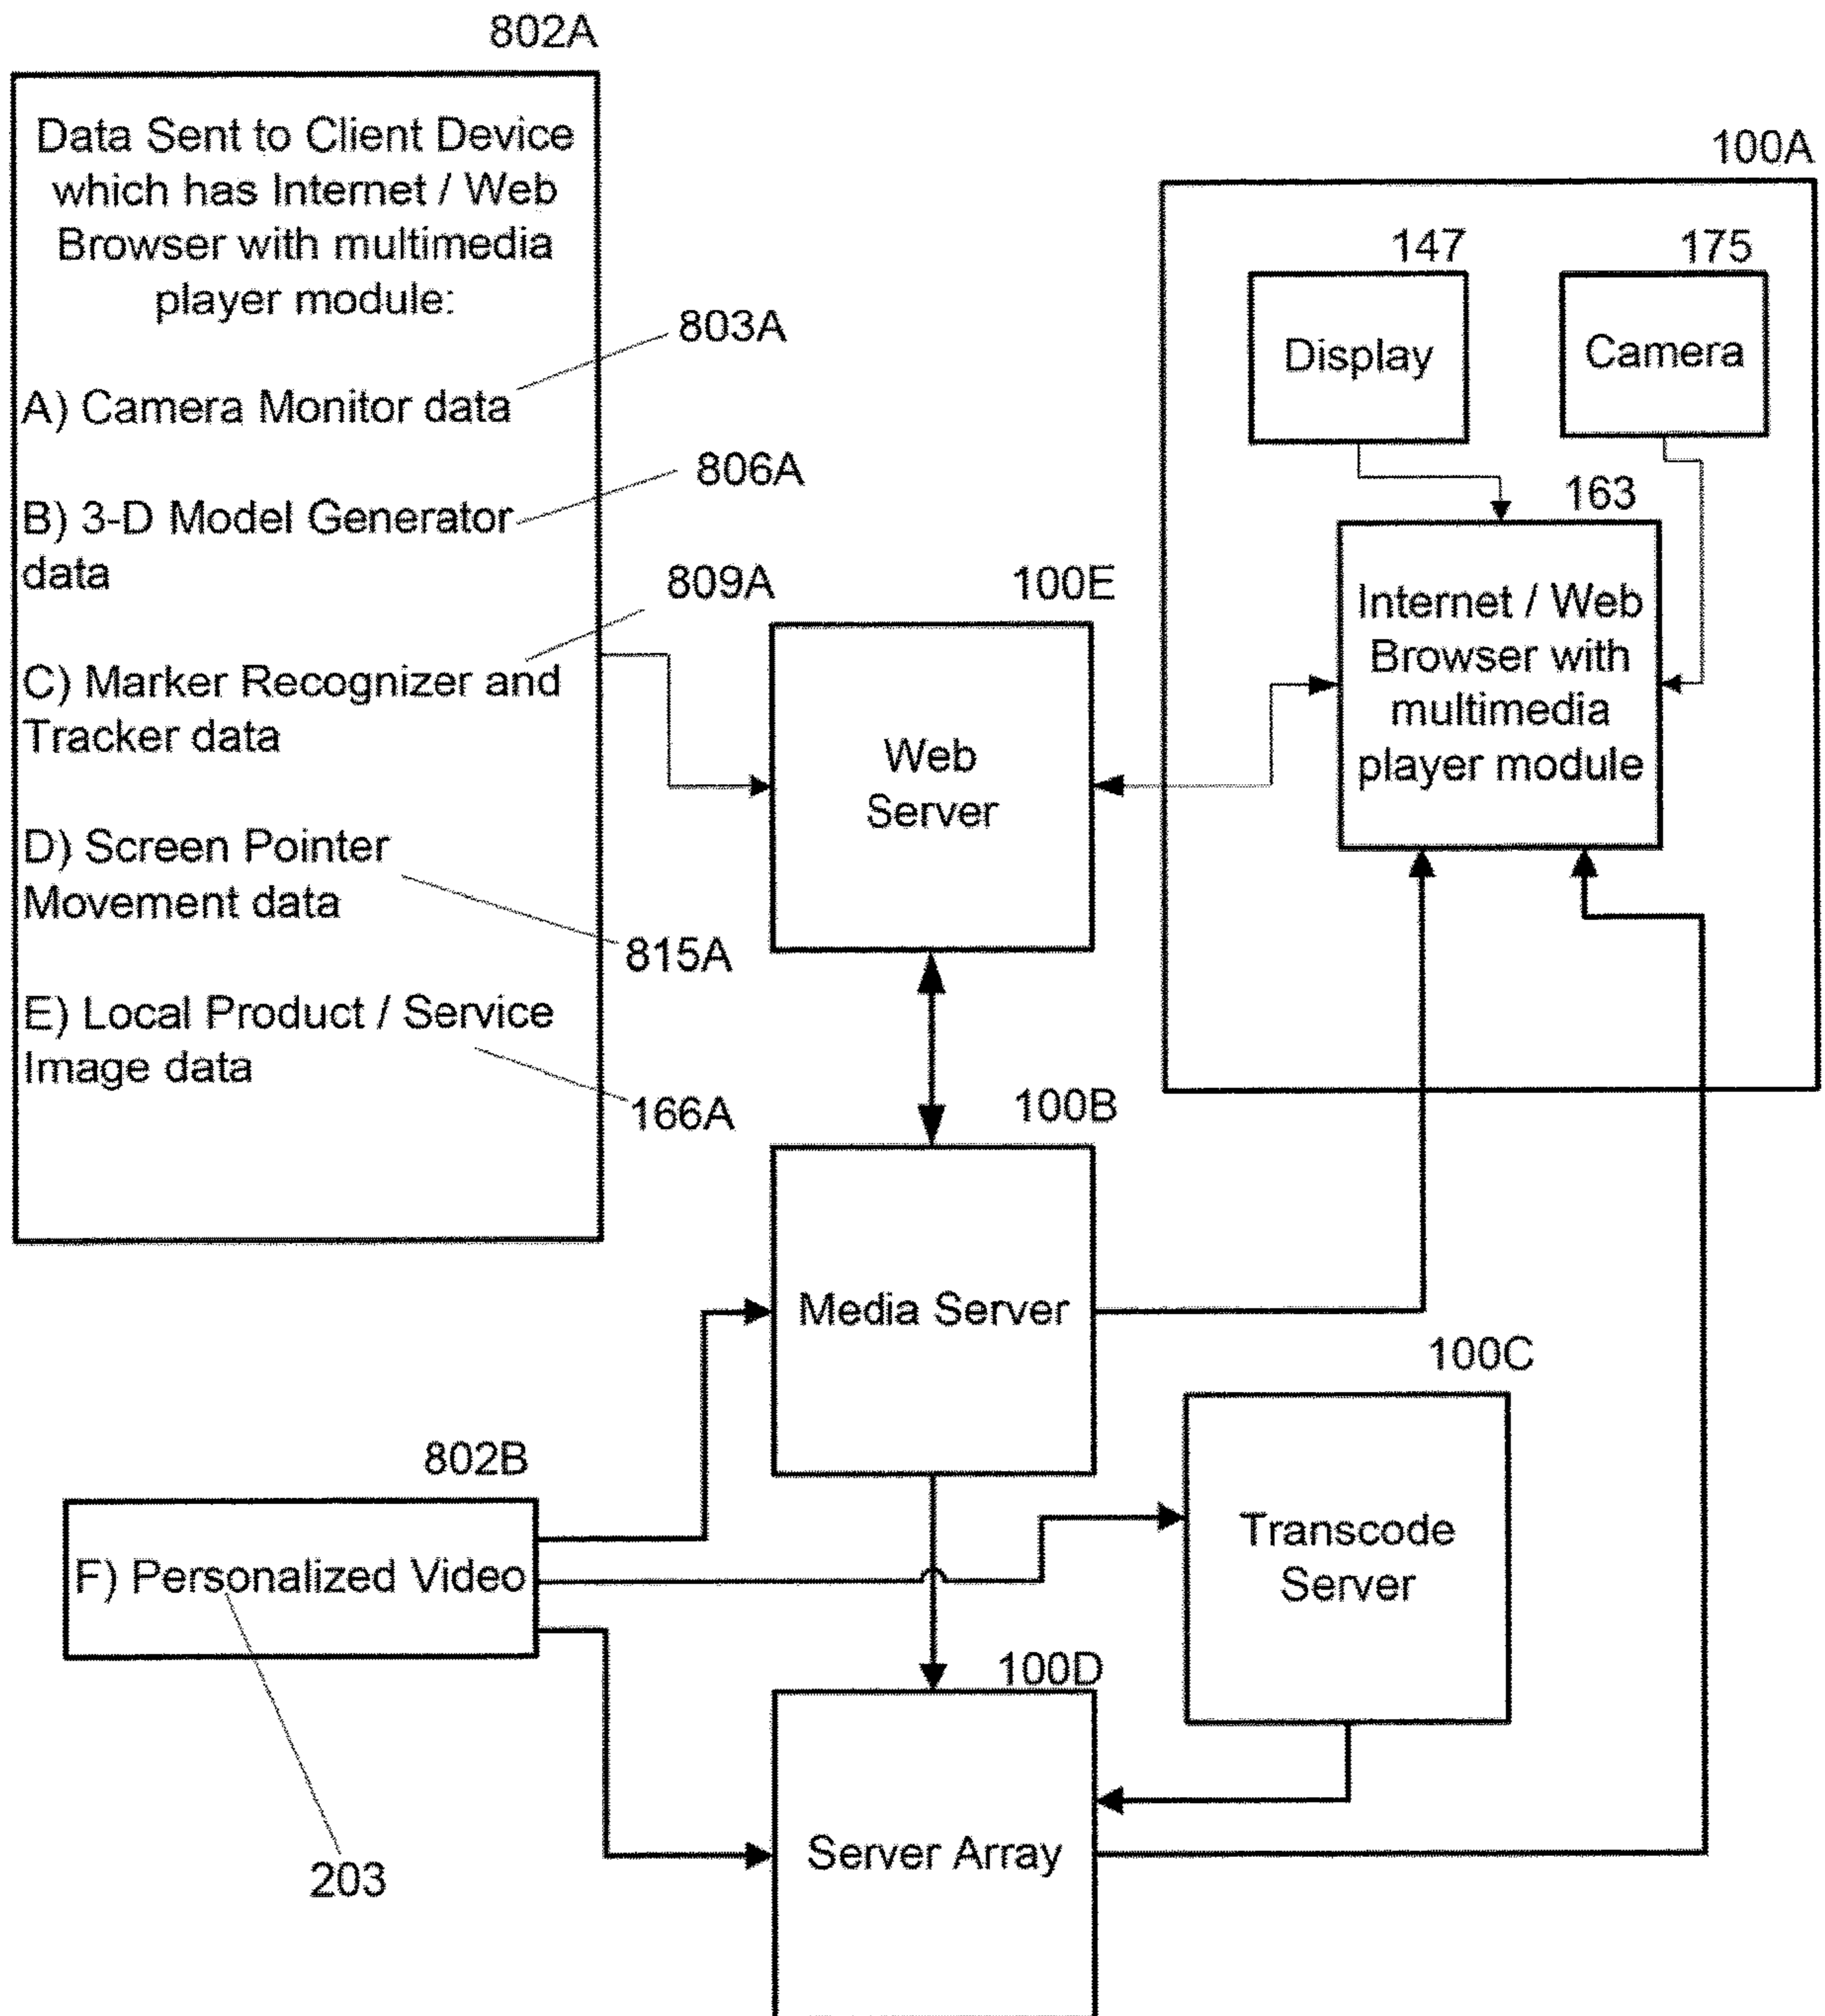 802A
Data Sent to Client Device
which has Internet / Web
Browser with multimedia
player module:
A) Camera Monitor data
803A
B) 3-D Model Generator
data
806A
C) Marker Recognizer and
Tracker data
809A
D) Screen Pointer
Movement data
815A
E) Local Product / Service
Image data
166A
100E
Web
Server
100A
147
Display
175
Camera
163
Internet / Web
Browser with
multimedia
player module
100B
Media Server
100C
Transcode
Server
802B
F) Personalized Video
203
100D
Server Array